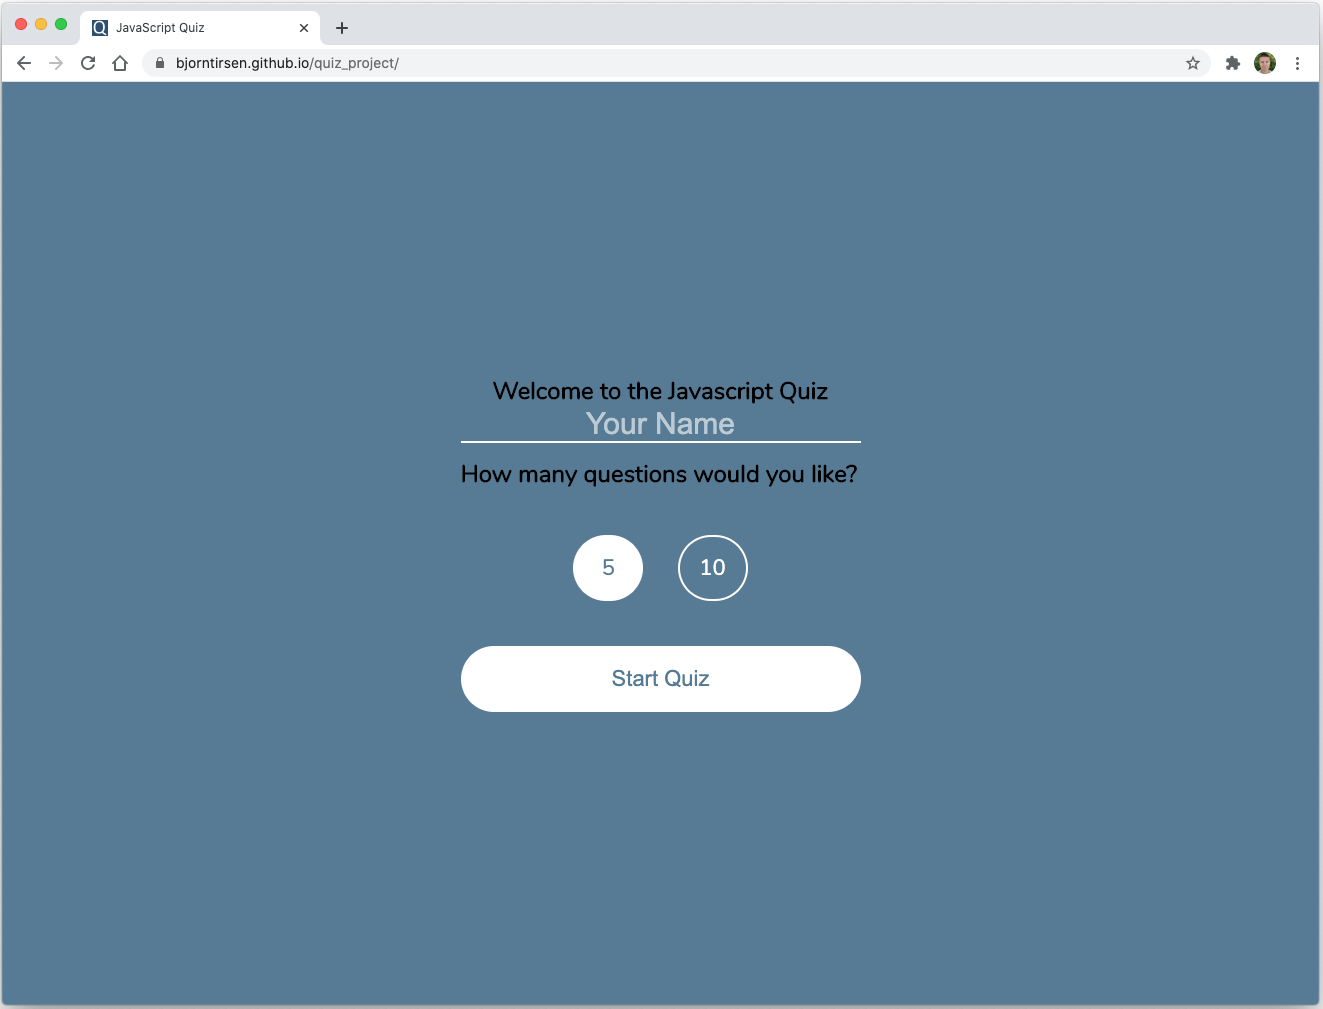 Q JavaScript Quiz
bjorntirsen.github.io/quiz_project/
Welcome to the Javascript Quiz
Your Name
How many questions would you like?
5 10
Start Quiz